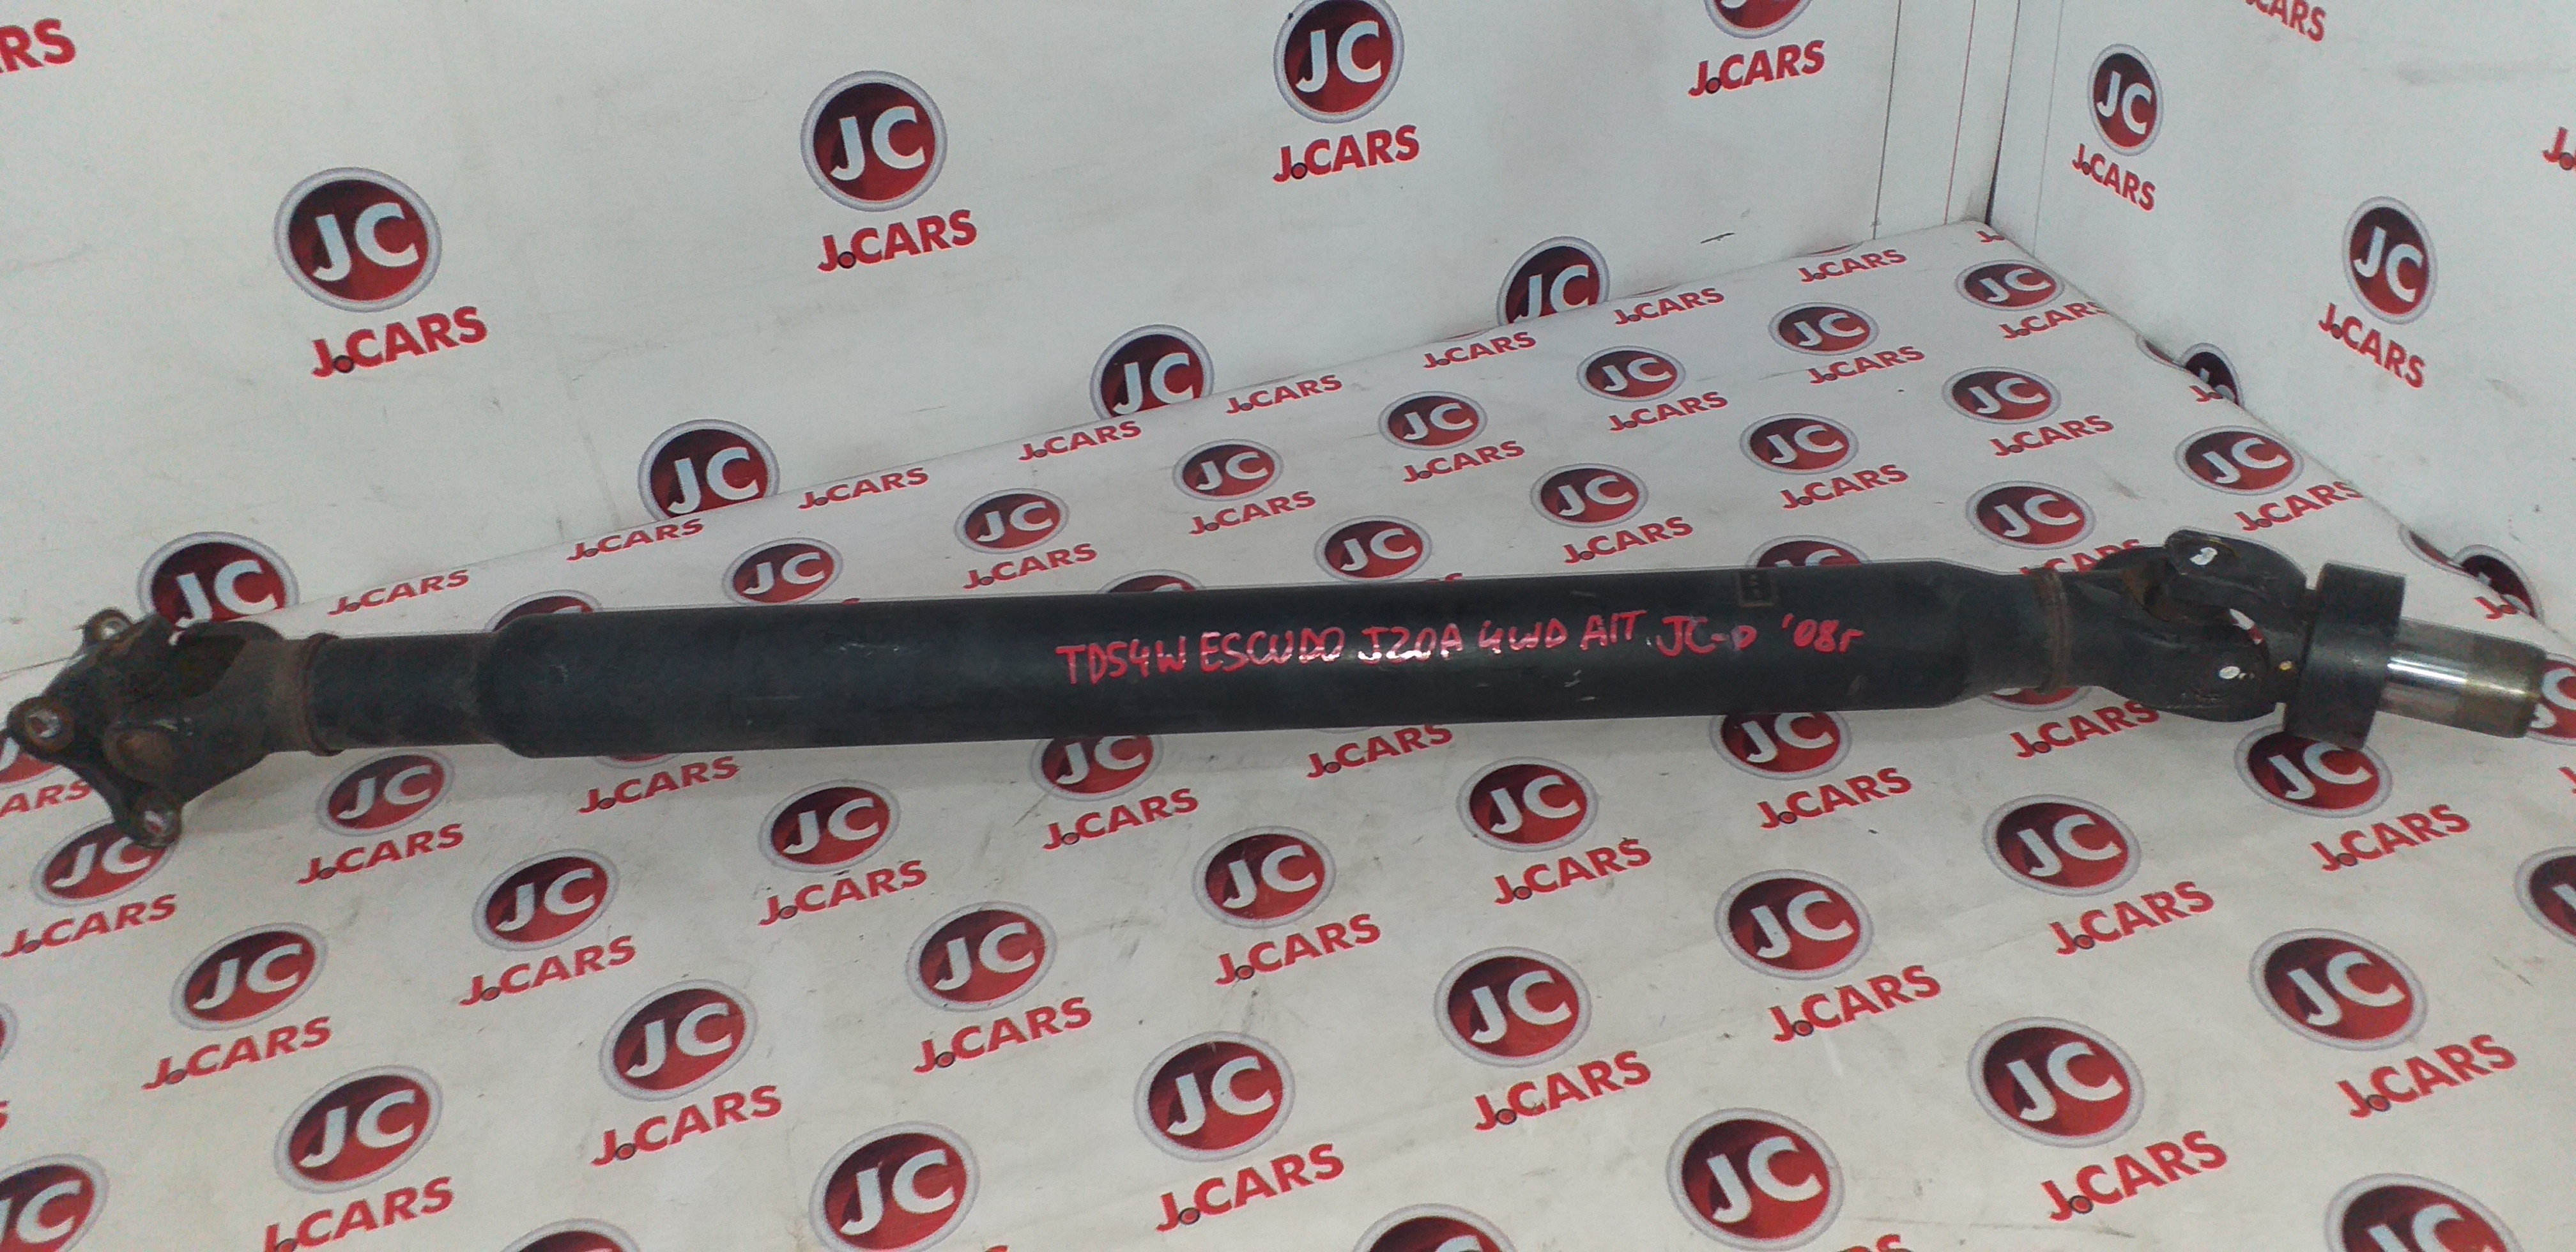 JC
J.CARS
TDS4W ESCUDO J20A 4WD A/T. JC-p '08г